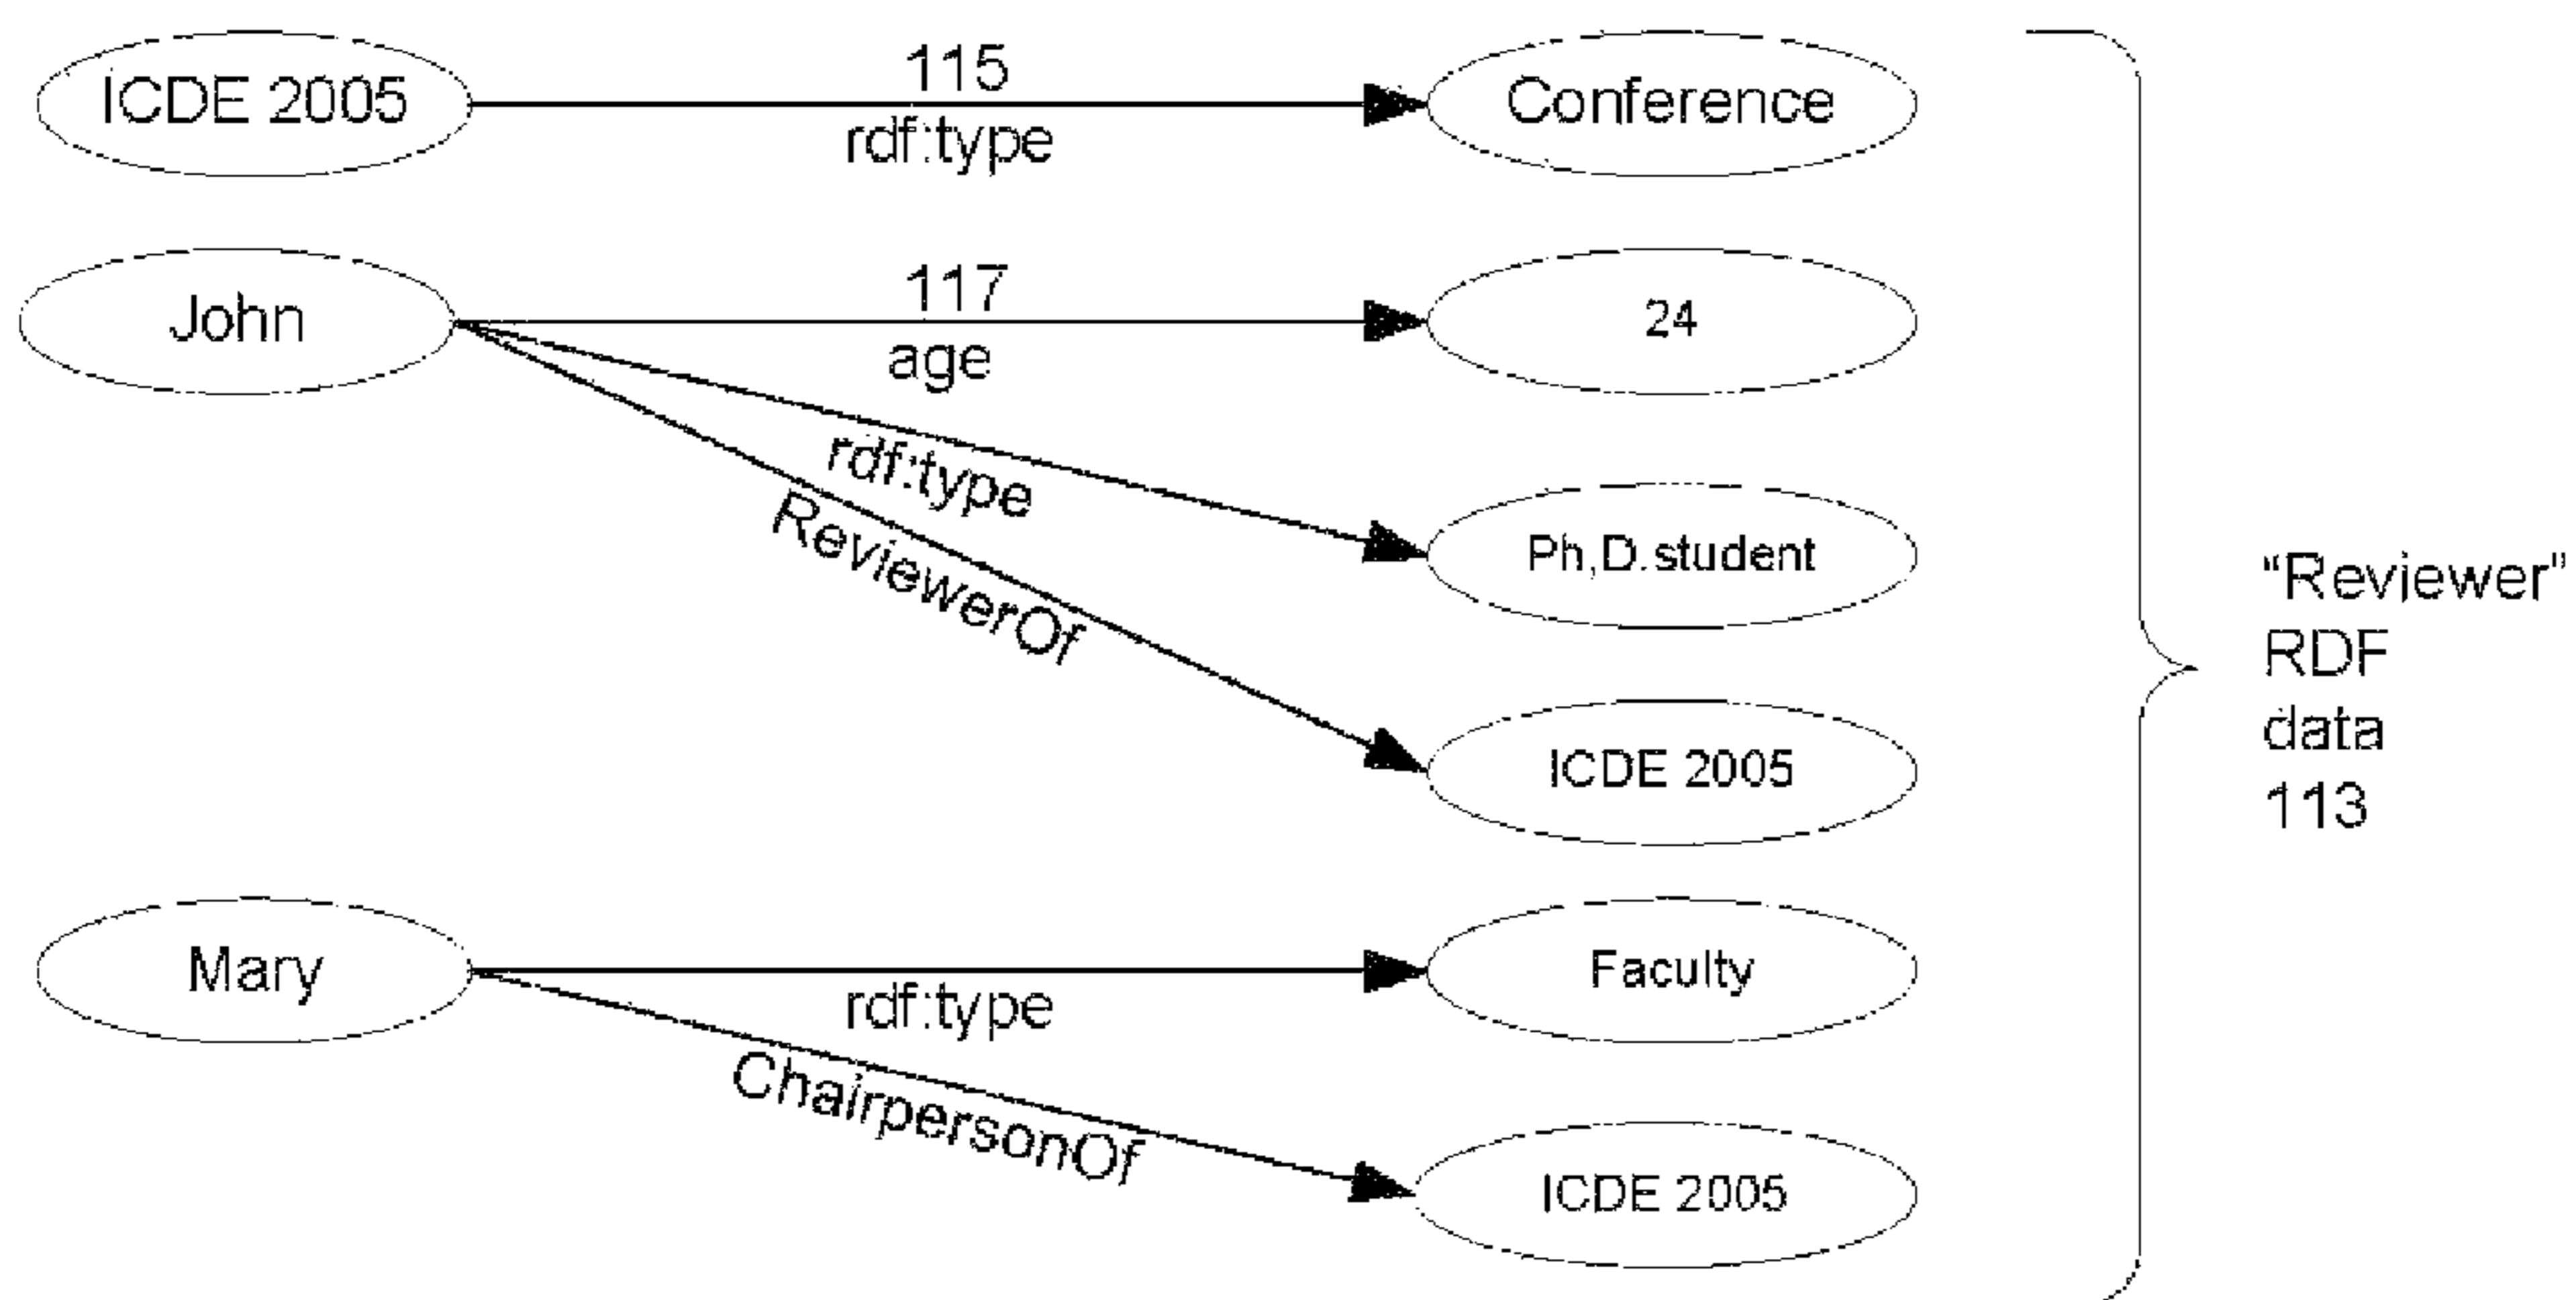 ICDE 2005
115
rdf:type
Conference
John
117
age
24
rdf:type
Ph,D.student
ReviewerOf
ICDE 2005
Mary
rdf:type
Faculty
ChairpersonOf
ICDE 2005
“Reviewer”
RDF
data
113